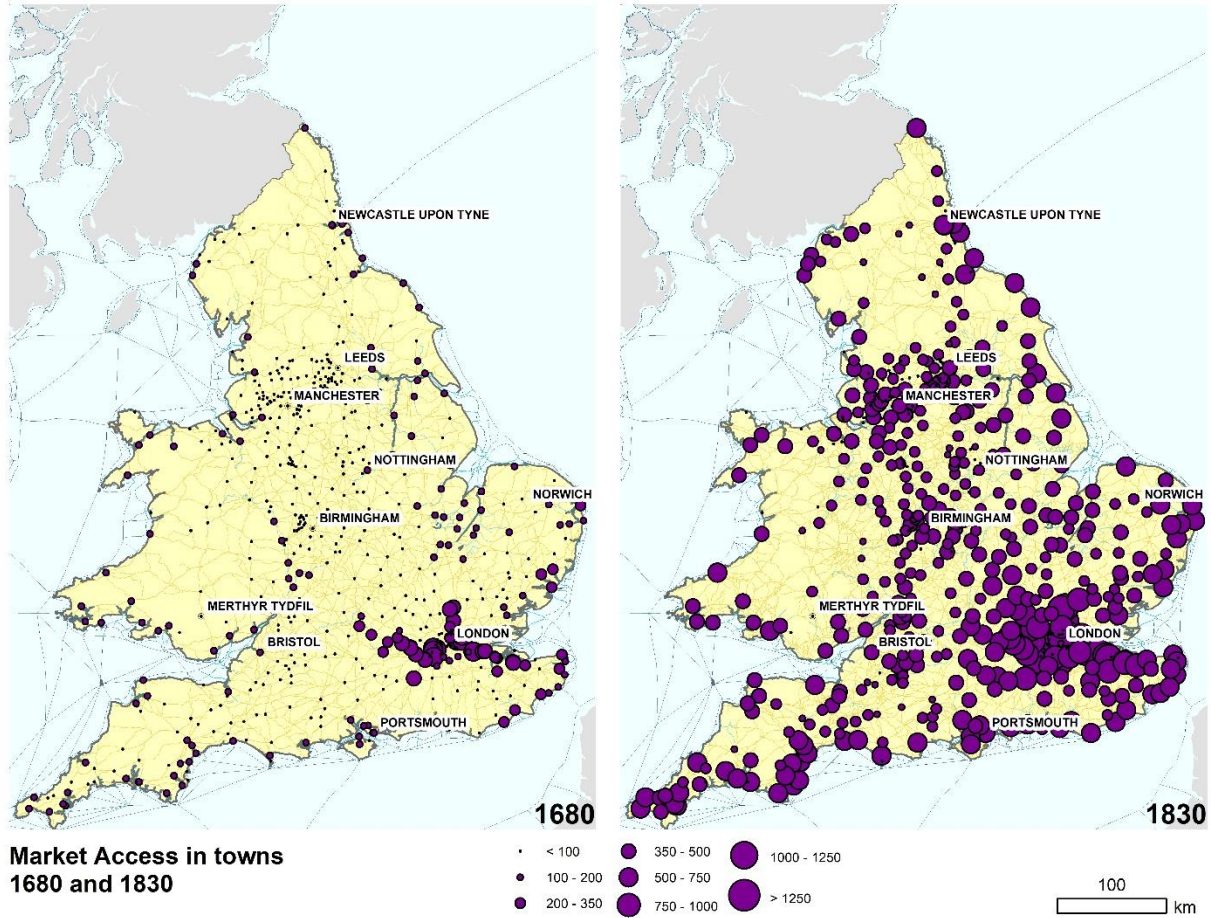 NEWCASTLE UPON TYNE
LEEDS
MANCHESTER
NOTTINGHAM
NORWICH
BIRMINGHAM
MERTHYR TYDFIL
BRISTOL
LONDON
PORTSMOUTH
1680
NEWCASTLE UPON TYNE
LEEDS
MANCHESTER
NOTTINGHAM
NORWICH
BIRMINGHAM
MERTHYR TYDFIL
BRISTOL
LONDON
PORTSMOUTH
1830
Market Access in towns
1680 and 1830
< 100
100 - 200
200 - 350
350 - 500
500 - 750
750 - 1000
1000 - 1250
> 1250
100
km